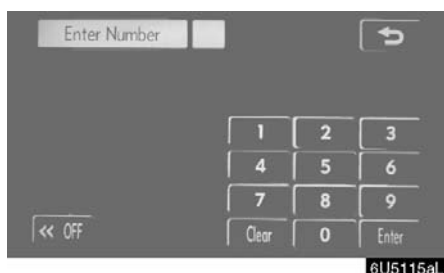 Enter Number
1 2 3
4 5 6
7 8 9
<< OFF Clear 0 Enter
6U5115aL